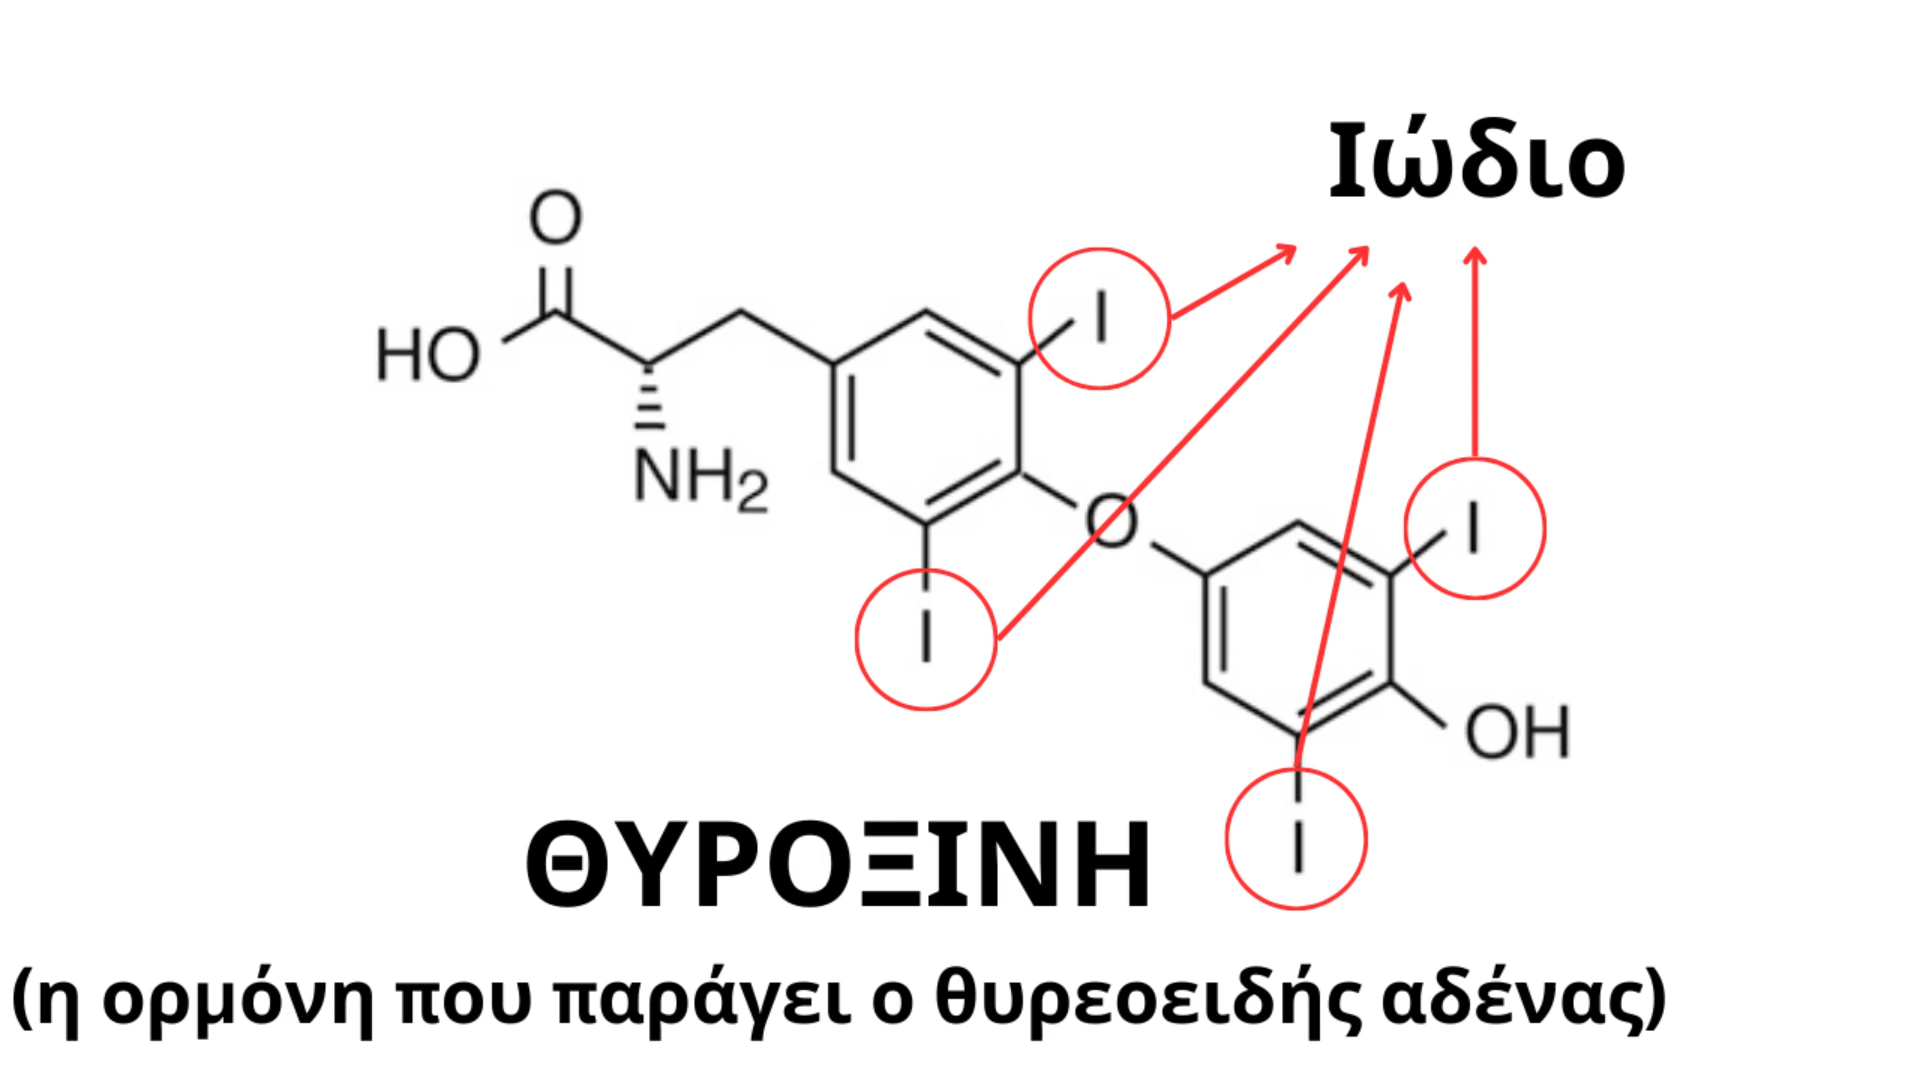 Ιώδιο
O
I
HO
NH2
O
I
I
OH
I
ΘΥΡΟΞΙΝΗ
(η ορμόνη που παράγει ο θυρεοειδής αδένας)